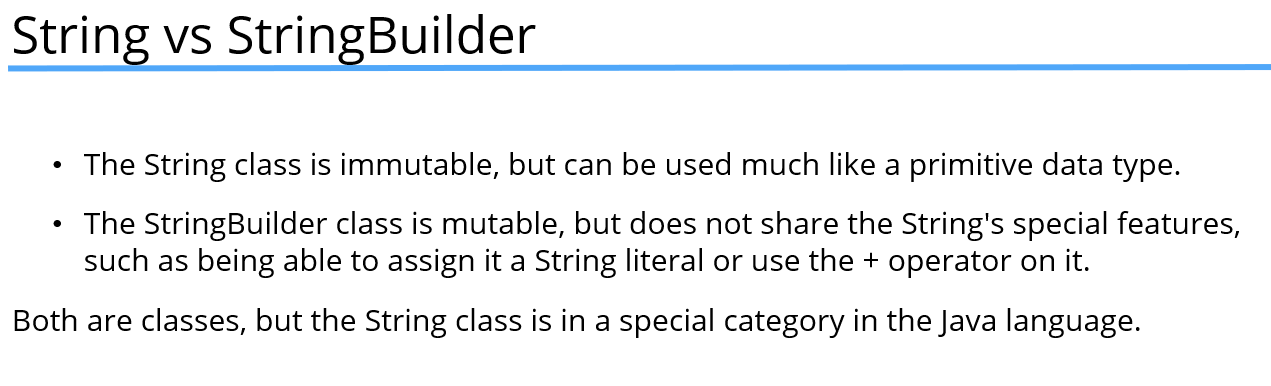 String vs StringBuilder
• The String class is immutable, but can be used much like a primitive data type.
• The StringBuilder class is mutable, but does not share the String's special features,
such as being able to assign it a String literal or use the + operator on it.
Both are classes, but the String class is in a special category in the Java language.